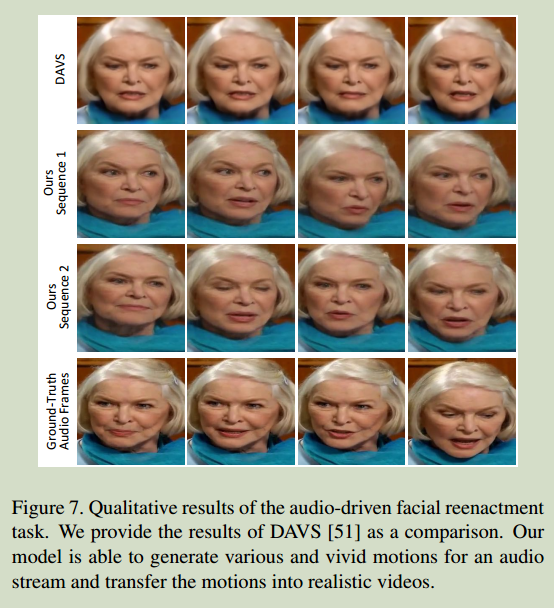 DAVS
Ours
Sequence 1
Ours
Sequence 2
Ground-Truth
Audio Frames
Figure 7. Qualitative results of the audio-driven facial reenactment
task. We provide the results of DAVS [51] as a comparison. Our
model is able to generate various and vivid motions for an audio
stream and transfer the motions into realistic videos.